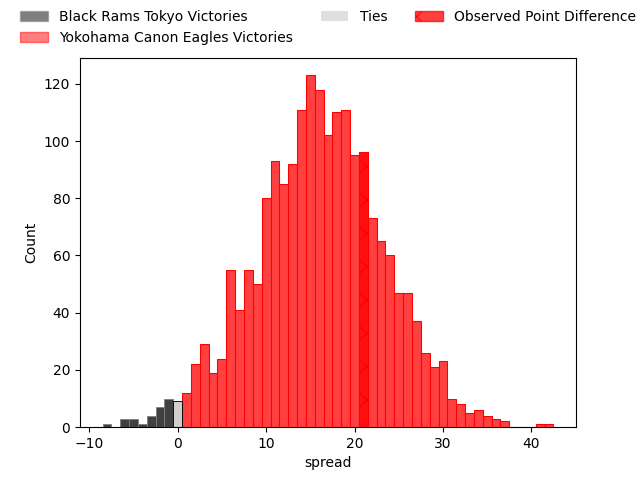 Black Rams Tokyo Victories
Yokohama Canon Eagles Victories
Ties
Observed Point Difference
120
100
80
60
40
20
0
Count
−10
0
10
20
30
40
spread